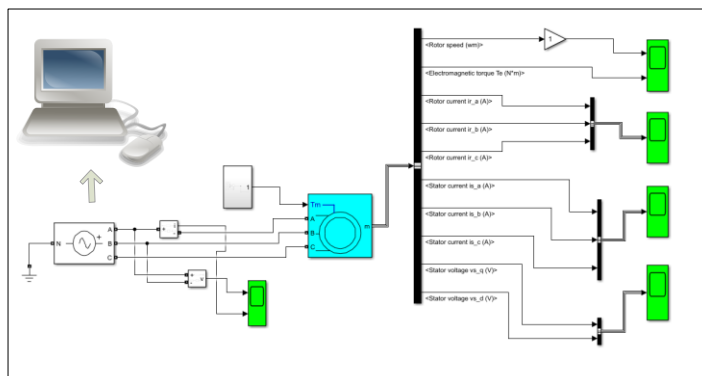 <Rotor speed (wm)>
1
<Electromagnetic torque Te (N*m)>
<Rotor current ir_a (A)>
<Rotor current ir_b (A)>
<Rotor current ir_c (A)>
1
Tm
A
B
C
m
<Stator current is_a (A)>
<Stator current is_b (A)>
<Stator current is_c (A)>
<Stator voltage vs_q (V)>
<Stator voltage vs_d (V)>
N
+
A
B
C
+
-
+
-
v